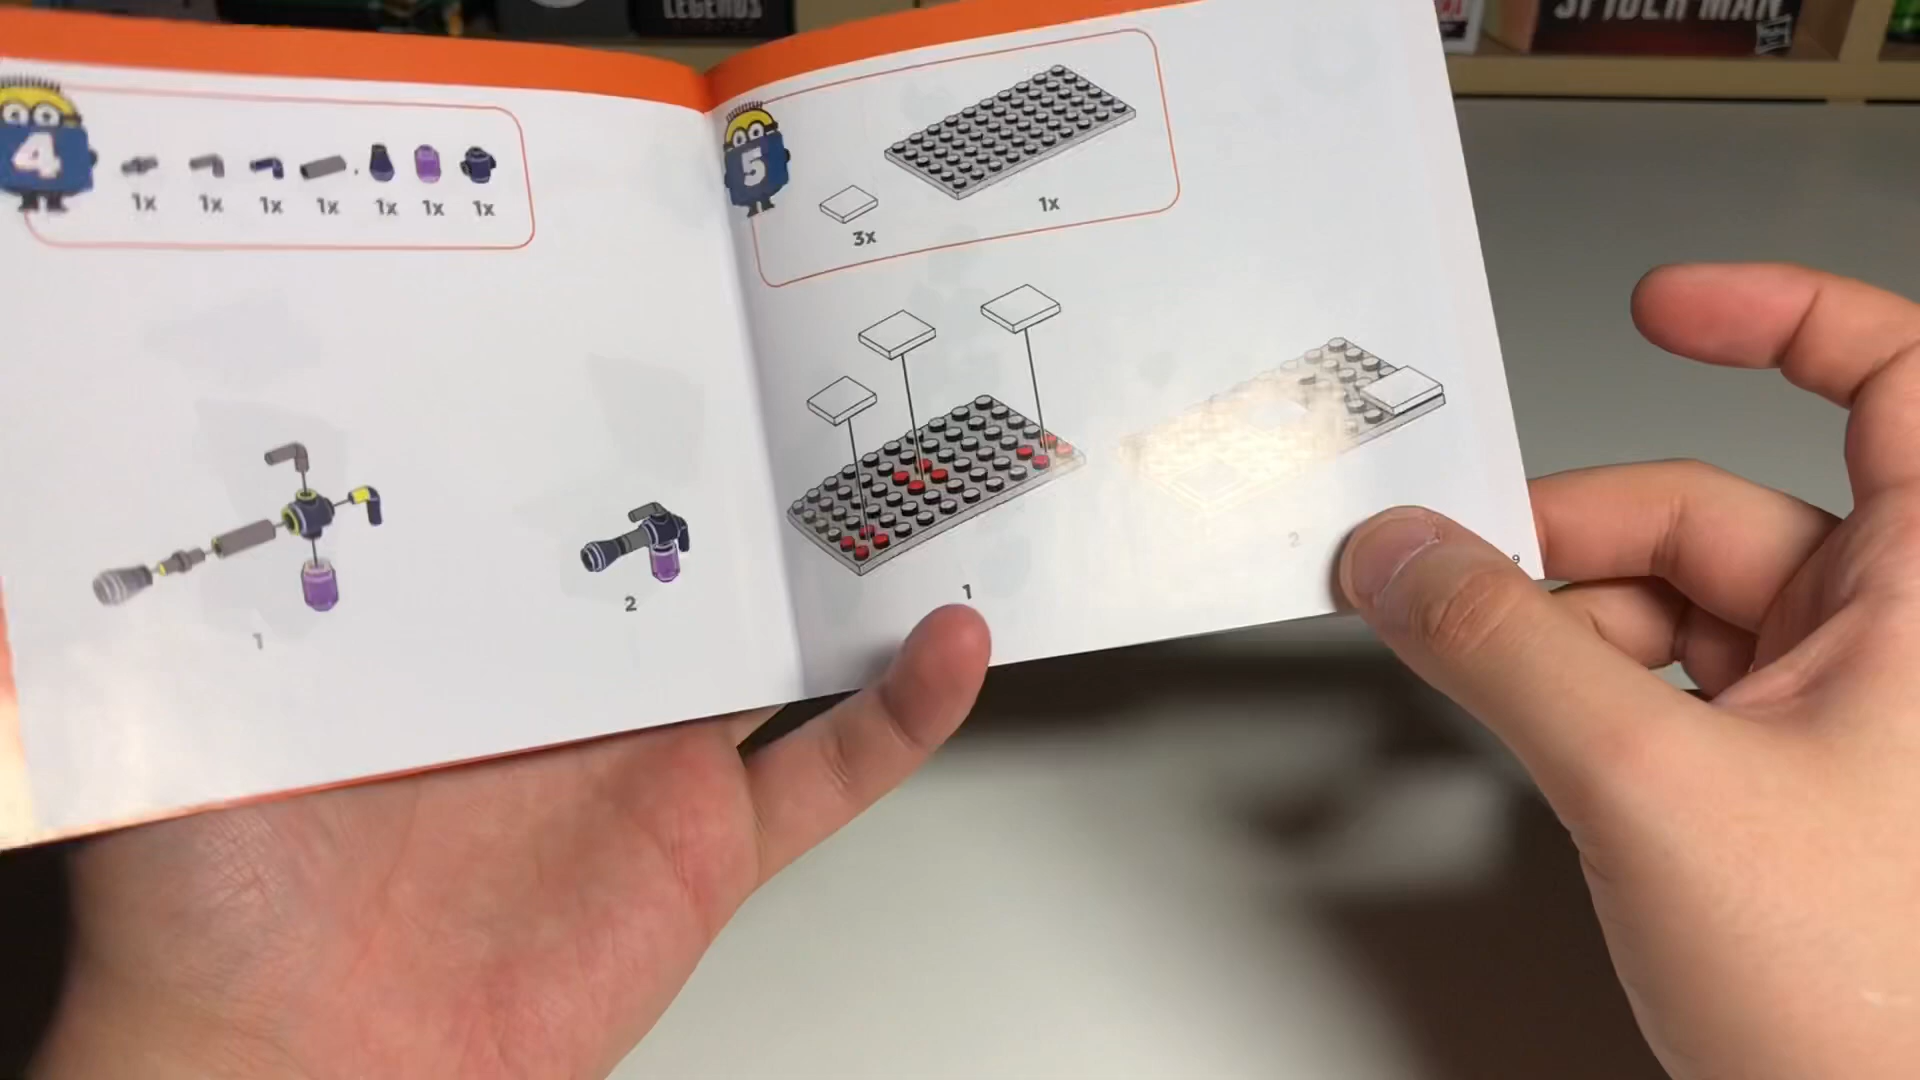 LEGENDS
SPIDER-MAN
4
1x 1x 1x 1x 1x 1x 1x
1
2
5
3x
1x
1
2
9